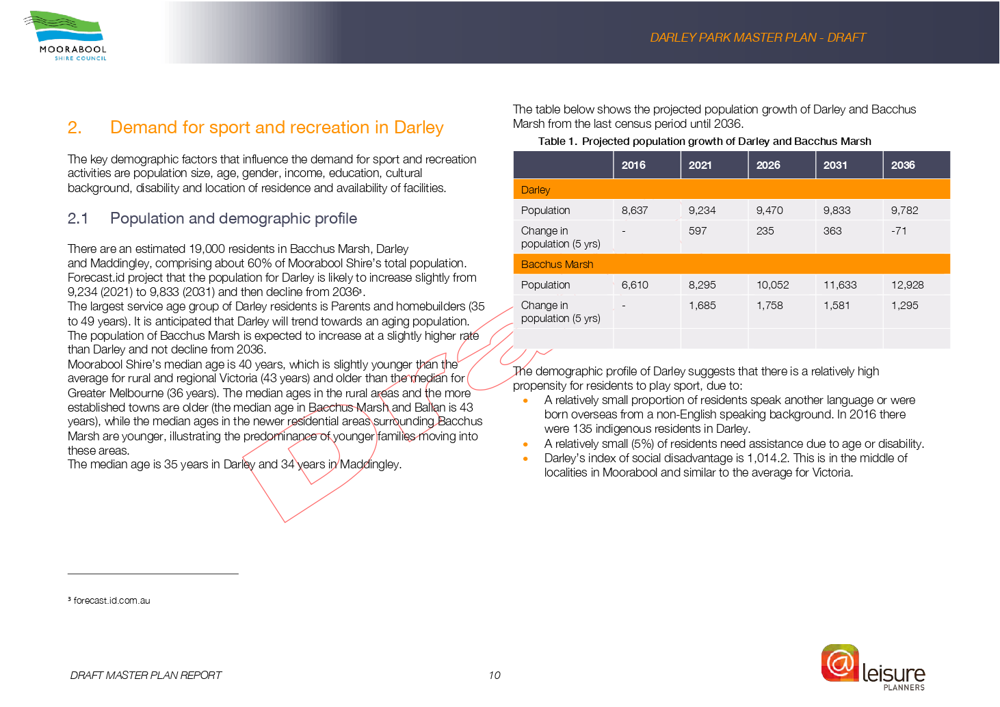 MOORABOOL
SHIRE COUNCIL
DARLEY PARK MASTER PLAN - DRAFT
2. Demand for sport and recreation in Darley
The key demographic factors that influence the demand for sport and recreation
activities are population size, age, gender, income, education, cultural
background, disability and location of residence and availability of facilities.
2.1 Population and demographic profile
There are an estimated 19,000 residents in Bacchus Marsh, Darley
and Maddingley, comprising about 60% of Moorabool Shire's total population.
Forecast.id project that the population for Darley is likely to increase slightly from
9,234 (2021) to 9,833 (2031) and then decline from 2036³.
The largest service age group of Darley residents is Parents and homebuilders (35
to 49 years). It is anticipated that Darley will trend towards an aging population.
The population of Bacchus Marsh is expected to increase at a slightly higher rate
than Darley and not decline from 2036.
Moorabool Shire's median age is 40 years, which is slightly younger than the
average for rural and regional Victoria (43 years) and older than the median for
Greater Melbourne (36 years). The median ages in the rural areas and the more
established towns are older (the median age in Bacchus Marsh and Ballan is 43
years), while the median ages in the newer residential areas surrounding Bacchus
Marsh are younger, illustrating the predominance of younger families moving into
these areas.
The median age is 35 years in Darley and 34 years in Maddingley.
³ forecast.id.com.au
The table below shows the projected population growth of Darley and Bacchus
Marsh from the last census period until 2036.
Table 1. Projected population growth of Darley and Bacchus Marsh
2016 2021 2026 2031 2036
Darley
Population 8,637 9,234 9,470 9,833 9,782
Change in
population (5 yrs) - 597 235 363 -71
Bacchus Marsh
Population 6,610 8,295 10,052 11,633 12,928
Change in
population (5 yrs) - 1,685 1,758 1,581 1,295
The demographic profile of Darley suggests that there is a relatively high
propensity for residents to play sport, due to:
• A relatively small proportion of residents speak another language or were
born overseas from a non-English speaking background. In 2016 there
were 135 indigenous residents in Darley.
• A relatively small (5%) of residents need assistance due to age or disability.
• Darley's index of social disadvantage is 1,014.2. This is in the middle of
localities in Moorabool and similar to the average for Victoria.
DRAFT MASTER PLAN REPORT
10
@leisure
PLANNERS